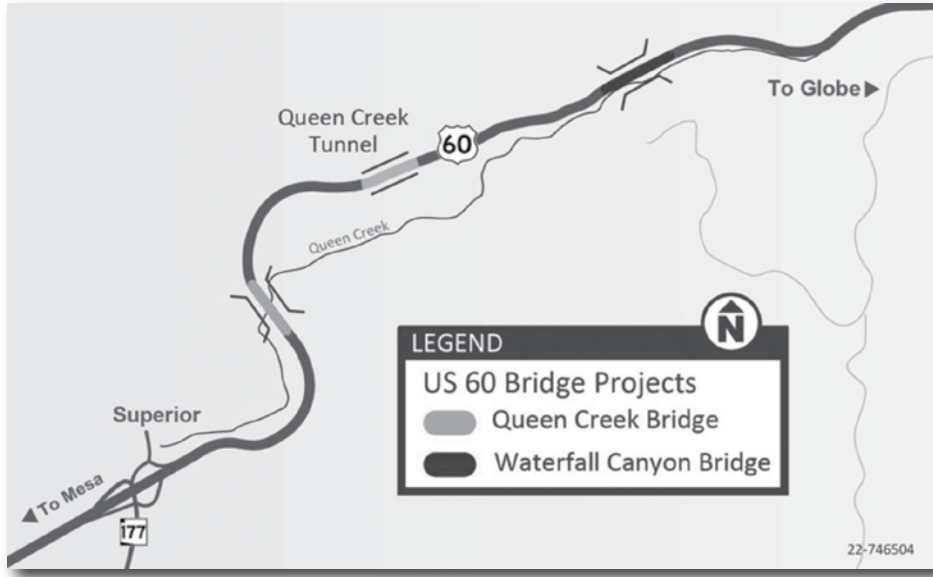 To Globe
Queen Creek
Tunnel
60
Queen Creek
N
LEGEND
US 60 Bridge Projects
Queen Creek Bridge
Waterfall Canyon Bridge
Superior
To Mesa
177
22-746504